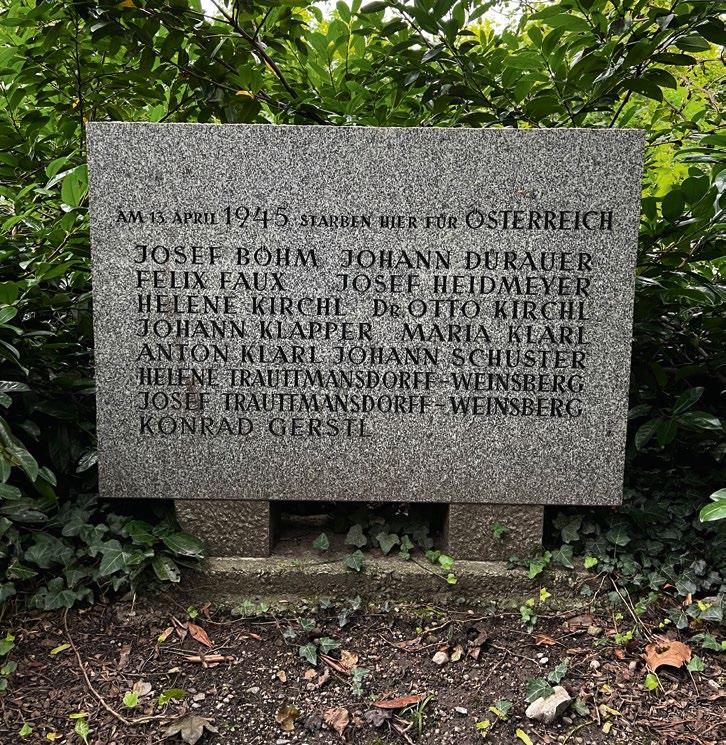 AM 13 APRIL 1945 STARBEN HIER FÜR ÖSTERREICH
JOSEF BÖHM JOHANN DÜRAUER
FELIX FAUX JOSEF HEIDMEYER
HELENE KIRCHL DR. OTTO KIRCHL
JOHANN KLAPPER MARIA KLARL
ANTON KLARL JOHANN SCHUSTER
HELENE TRAUTTMANSDORFF-WEINSBERG
JOSEF TRAUTTMANSDORFF-WEINSBERG
KONRAD GERSTL